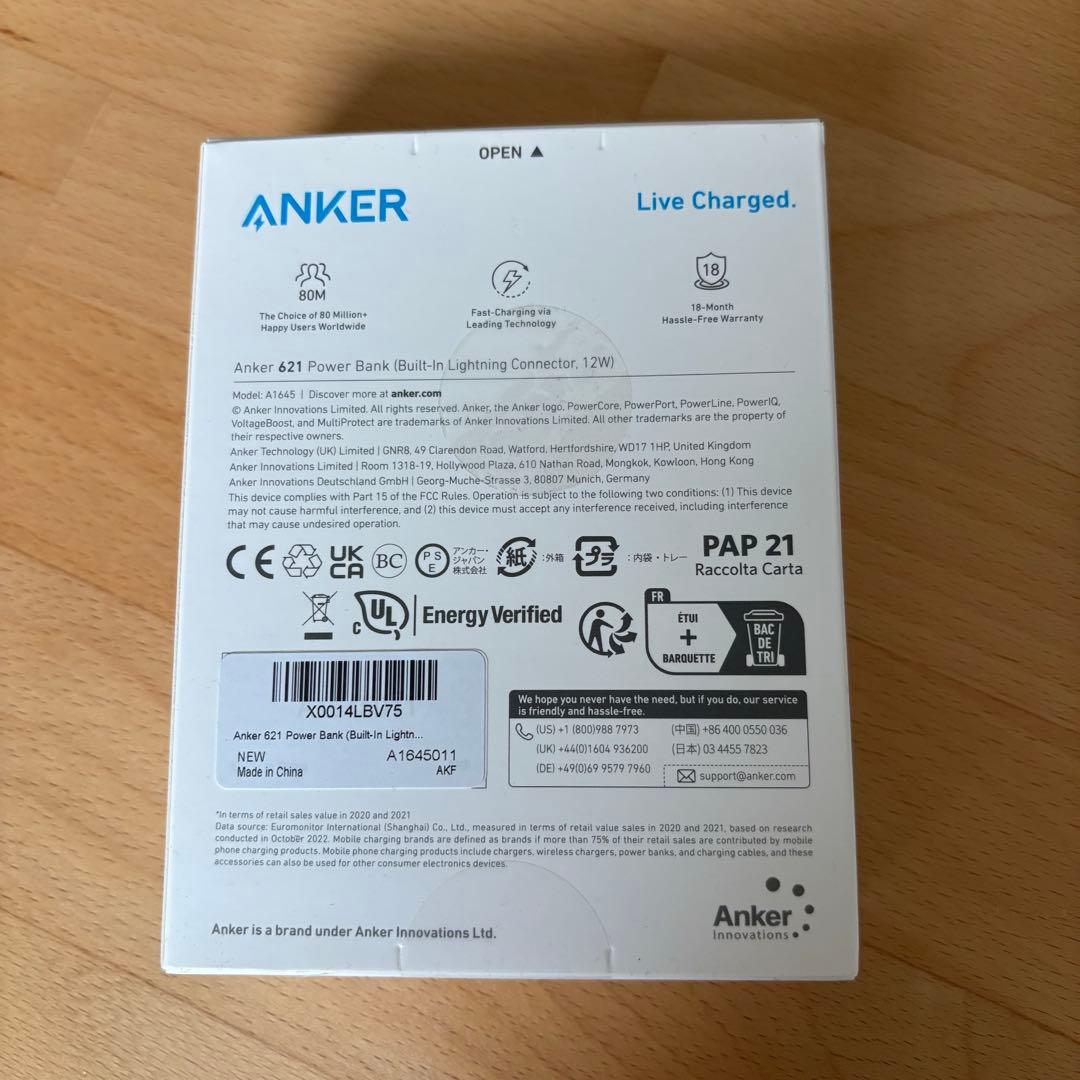 OPEN ▲
ANKER
Live Charged.
80M
The Choice of 80 Million+
Happy Users Worldwide
Fast-Charging via
Leading Technology
18
18-Month
Hassle-Free Warranty
Anker 621 Power Bank (Built-In Lightning Connector, 12W)
Model: A1645 | Discover more at anker.com
© Anker Innovations Limited. All rights reserved. Anker, the Anker logo, PowerCore, PowerPort, PowerLine, PowerIQ,
VoltageBoost, and MultiProtect are trademarks of Anker Innovations Limited. All other trademarks are the property of
their respective owners.
Anker Technology (UK) Limited | GNR8, 49 Clarendon Road, Watford, Hertfordshire, WD17 1HP, United Kingdom
Anker Innovations Limited | Room 1318-19, Hollywood Plaza, 610 Nathan Road, Mongkok, Kowloon, Hong Kong
Anker Innovations Deutschland GmbH | Georg-Muche-Strasse 3, 80807 Munich, Germany
This device complies with Part 15 of the FCC Rules. Operation is subject to the following two conditions: (1) This device
may not cause harmful interference, and (2) this device must accept any interference received, including interference
that may cause undesired operation.
CE
UK
CA
BC
PS
E
アンカー・
ジャパン
株式会社
紙
:外箱
プラ
:内袋・トレー
PAP 21
Raccolta Carta
C UL Energy Verified
FR
ÉTUI
+
BARQUETTE
BAC
DE
TRI
X0014LBV75
Anker 621 Power Bank (Built-In Lightn...
NEW A1645011
Made in China AKF
We hope you never have the need, but if you do, our service
is friendly and hassle-free.
(US) +1 (800)988 7973 (中国) +86 400 0550 036
(UK) +44(0)1604 936200 (日本) 03 4455 7823
(DE) +49(0)69 9579 7960 support@anker.com
*In terms of retail sales value in 2020 and 2021
Data source: Euromonitor International (Shanghai) Co., Ltd., measured in terms of retail value sales in 2020 and 2021, based on research
conducted in October 2022. Mobile charging brands are defined as brands if more than 75% of their retail sales are contributed by mobile
phone charging products. Mobile phone charging products include chargers, wireless chargers, power banks, and charging cables, and these
accessories can also be used for other consumer electronics devices.
Anker is a brand under Anker Innovations Ltd.
Anker
Innovations